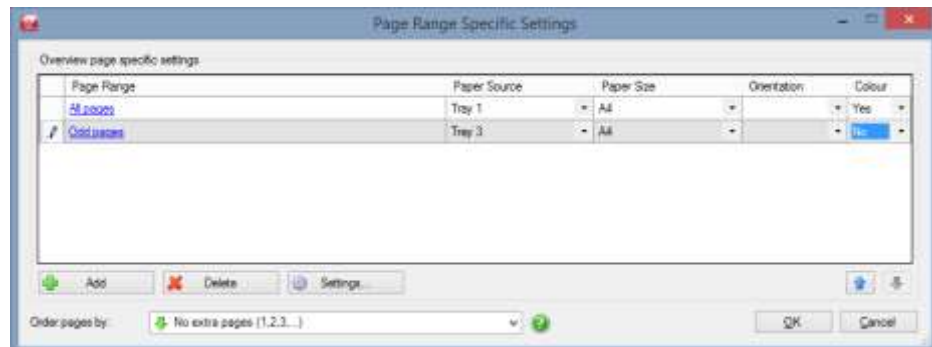 Page Range Specific Settings
Overview page specific settings
Page Range Paper Source Paper Size Orientation Colour
All pages Tray 1 A4 Yes
Odd pages Tray 3 A4 No
Add Delete Settings...
Order pages by: No extra pages (1,2,3,...) OK Cancel